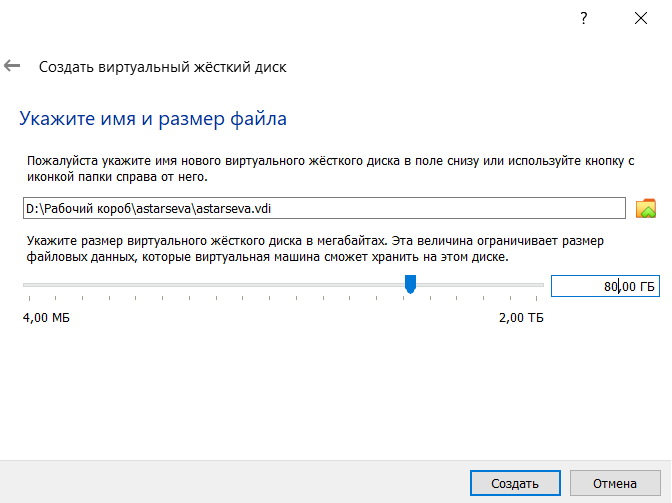 ?
Создать виртуальный жёсткий диск
Укажите имя и размер файла
Пожалуйста укажите имя нового виртуального жёсткого диска в поле снизу или используйте кнопку с
иконкой папки справа от него.
D:\Рабочий короб\astarseva\astarseva.vdi
Укажите размер виртуального жёсткого диска в мегабайтах. Эта величина ограничивает размер
файловых данных, которые виртуальная машина сможет хранить на этом диске.
80,00 ГБ
4,00 МБ 2,00 ТБ
Создать Отмена